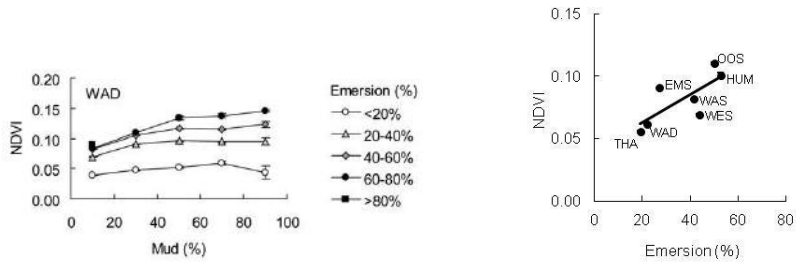 WAD
NDVI
0.20
0.15
0.10
0.05
0.00
0 20 40 60 80 100
Mud (%)
Emersion (%)
<20%
20-40%
40-60%
60-80%
>80%
NDVI
0.15
0.10
0.05
0.00
OOS
HUM
EMS
WAS
WES
WAD
THA
0 20 40 60 80
Emersion (%)